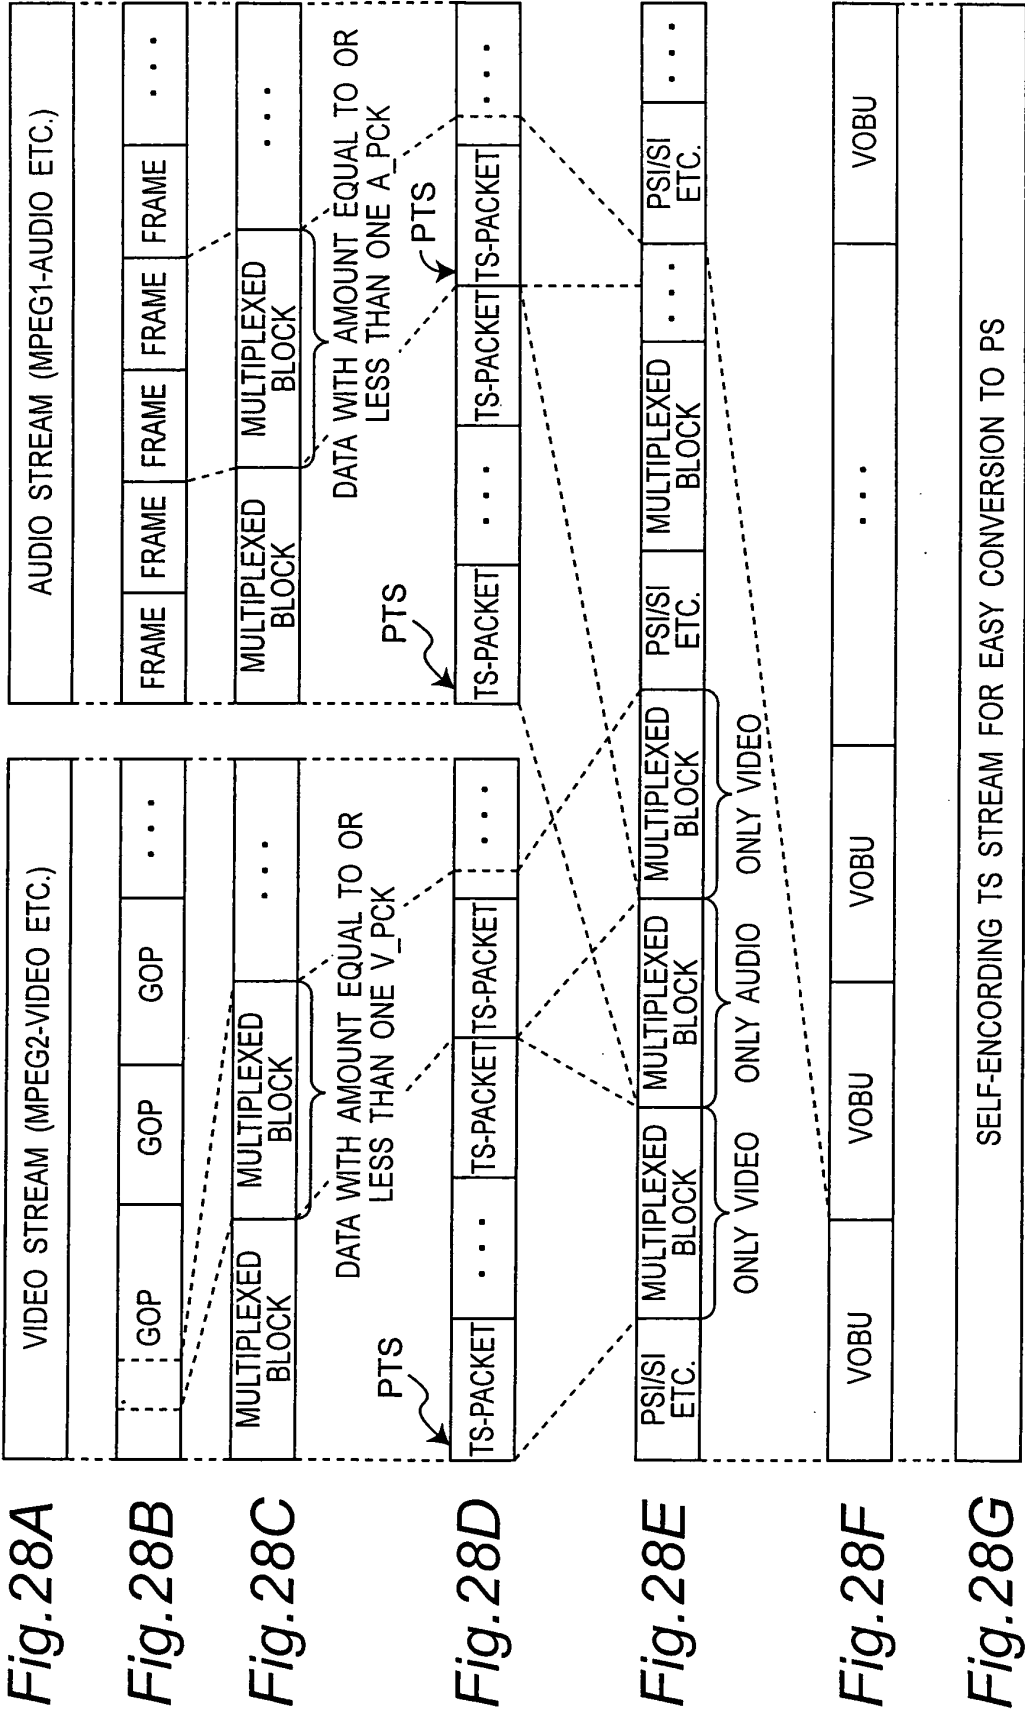 Fig.28A
VIDEO STREAM (MPEG2-VIDEO ETC.)
AUDIO STREAM (MPEG1-AUDIO ETC.)
Fig.28B
GOP
GOP
GOP
...
FRAME
FRAME
FRAME
FRAME
FRAME
...
Fig.28C
MULTIPLEXED
BLOCK
MULTIPLEXED
BLOCK
...
MULTIPLEXED
BLOCK
MULTIPLEXED
BLOCK
...
DATA WITH AMOUNT EQUAL TO OR
LESS THAN ONE V_PCK
DATA WITH AMOUNT EQUAL TO OR
LESS THAN ONE A_PCK
PTS
PTS
PTS
Fig.28D
TS-PACKET
...
TS-PACKET
TS-PACKET
...
TS-PACKET
...
TS-PACKET
TS-PACKET
...
Fig.28E
PSI/SI
ETC.
MULTIPLEXED
BLOCK
MULTIPLEXED
BLOCK
MULTIPLEXED
BLOCK
PSI/SI
ETC.
MULTIPLEXED
BLOCK
...
PSI/SI
ETC.
...
ONLY VIDEO
ONLY AUDIO
ONLY VIDEO
Fig.28F
VOBU
VOBU
VOBU
...
VOBU
Fig.28G
SELF-ENCORDING TS STREAM FOR EASY CONVERSION TO PS